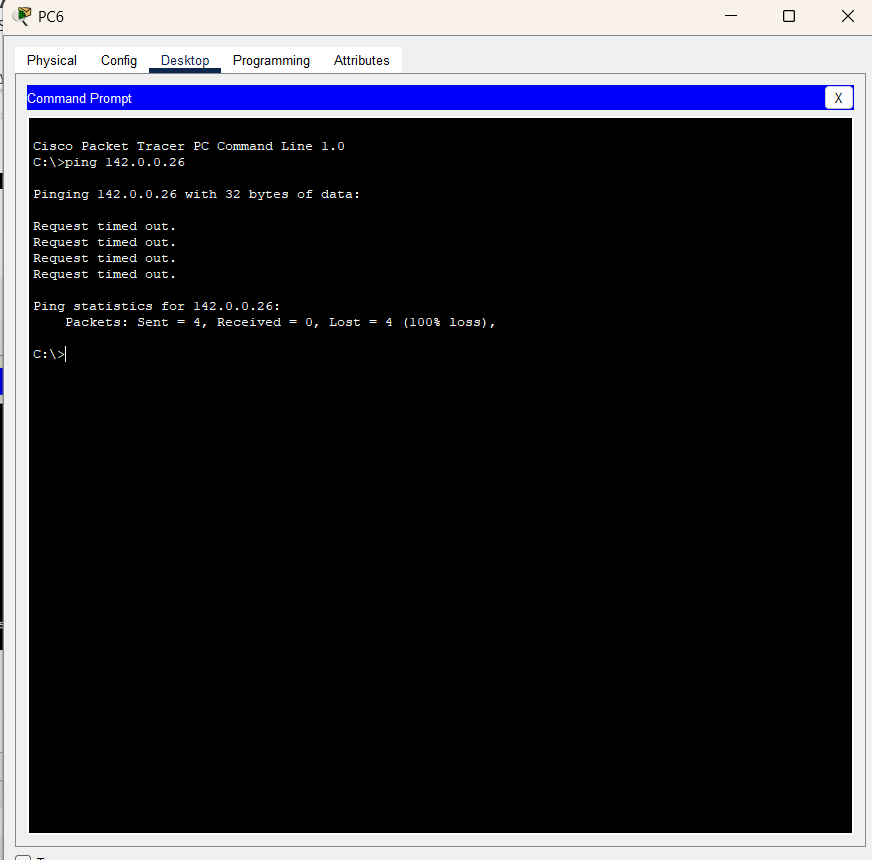 PC6
Physical Config Desktop Programming Attributes
Command Prompt
X
Cisco Packet Tracer PC Command Line 1.0
C:\>ping 142.0.0.26
Pinging 142.0.0.26 with 32 bytes of data:
Request timed out.
Request timed out.
Request timed out.
Request timed out.
Ping statistics for 142.0.0.26:
Packets: Sent = 4, Received = 0, Lost = 4 (100% loss),
C:\>